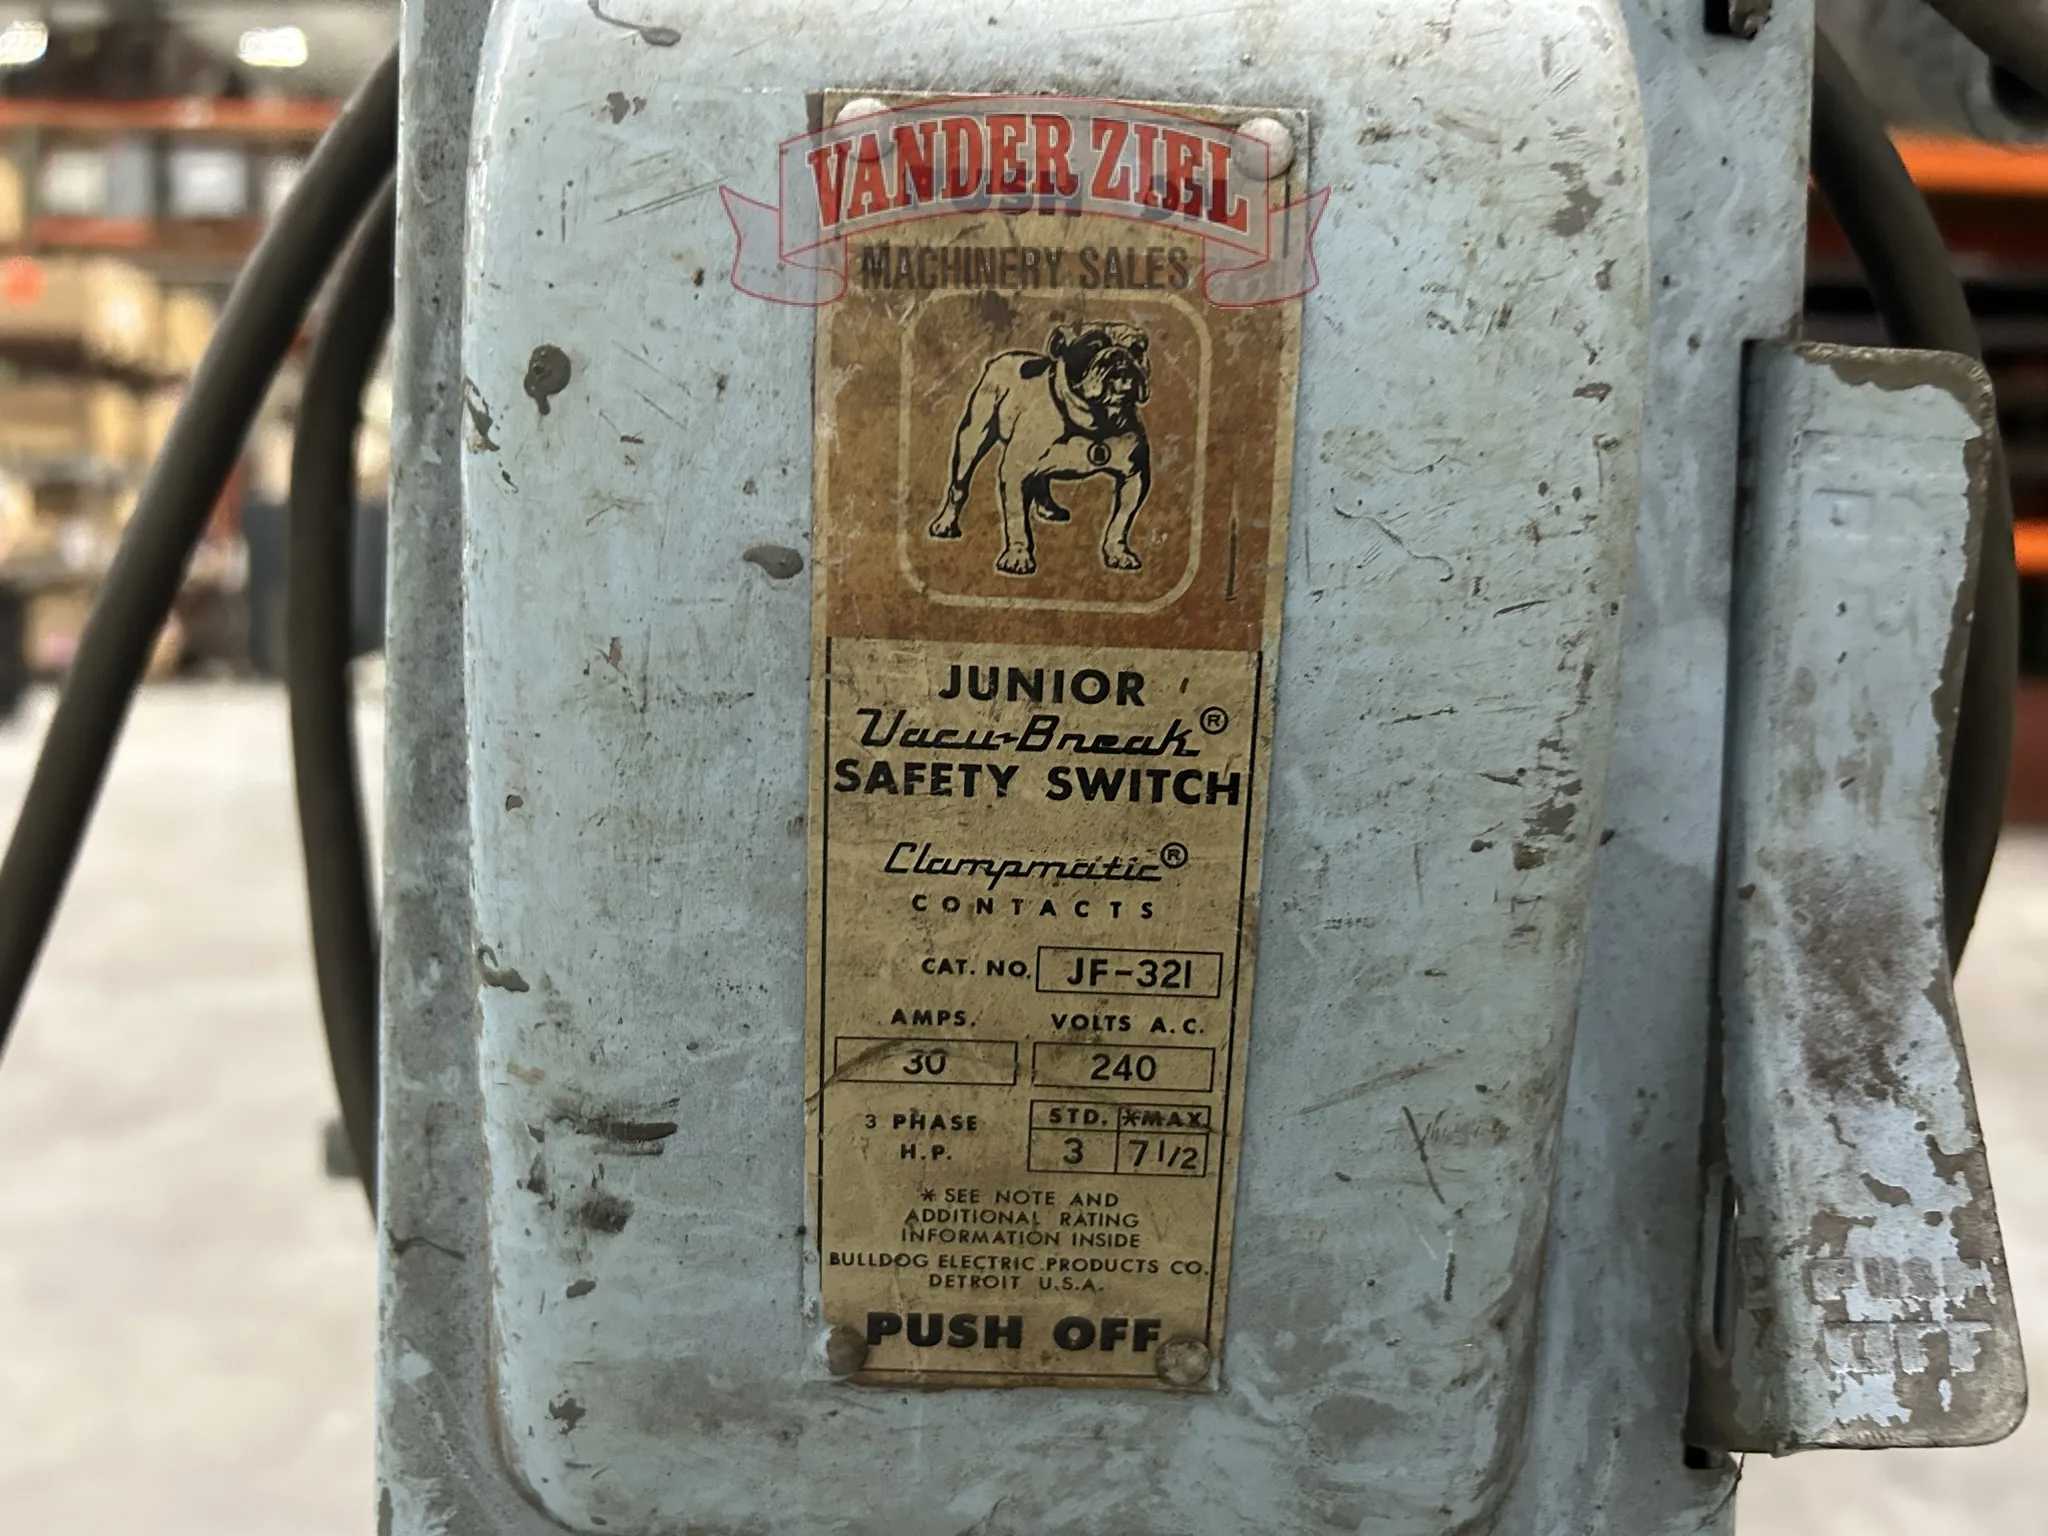 VANDER ZIEL
MACHINERY SALES
JUNIOR
Vacu-Break®
SAFETY SWITCH
Clampmatic®
CONTACTS
CAT. NO. JF-321
AMPS. VOLTS A.C.
30 240
3 PHASE STD. *MAX
H.P. 3 7 1/2
* SEE NOTE AND
ADDITIONAL RATING
INFORMATION INSIDE
BULLDOG ELECTRIC PRODUCTS CO.
DETROIT U.S.A.
PUSH OFF
PUSH
OFF